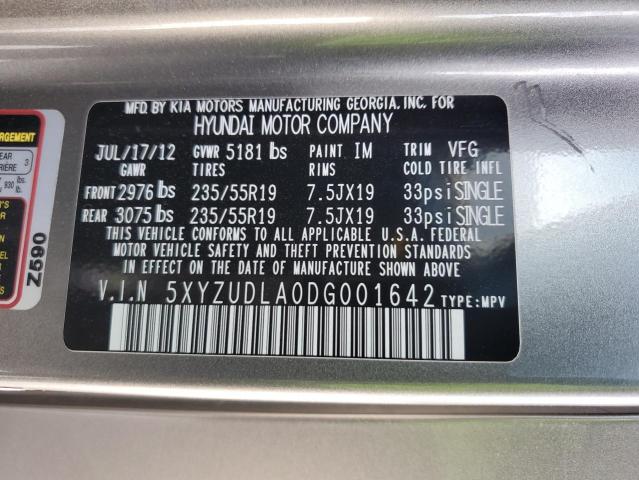 MFD. BY KIA MOTORS MANUFACTURING GEORGIA, INC. FOR
HYUNDAI MOTOR COMPANY
JUL/17/12 GVWR 5181 lbs PAINT IM TRIM VFG
GAWR TIRES RIMS COLD TIRE INFL
FRONT 2976 lbs 235/55R19 7.5JX19 33psi SINGLE
REAR 3075 lbs 235/55R19 7.5JX19 33psi SINGLE
THIS VEHICLE CONFORMS TO ALL APPLICABLE U.S.A. FEDERAL
MOTOR VEHICLE SAFETY AND THEFT PREVENTION STANDARDS
IN EFFECT ON THE DATE OF MANUFACTURE SHOWN ABOVE.
V.I.N 5XYZUDLA0DG001642 TYPE: MPV
3
930
lb.
Z590